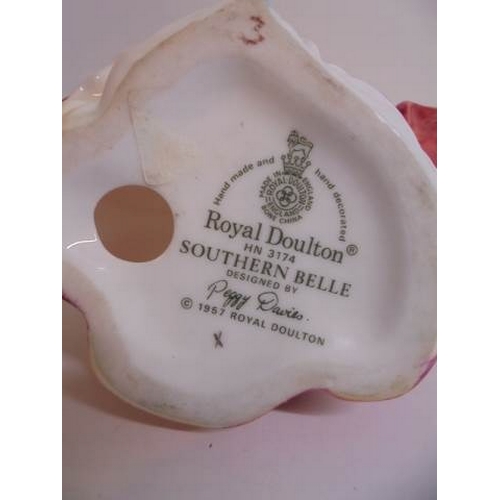 3
Hand made and hand decorated
MADE IN ENGLAND
ROYAL DOULTON
ENGLAND
BONE CHINA
Royal Doulton®
HN 3174
SOUTHERN BELLE
DESIGNED BY
Peggy Davies.
© 1957 ROYAL DOULTON
X